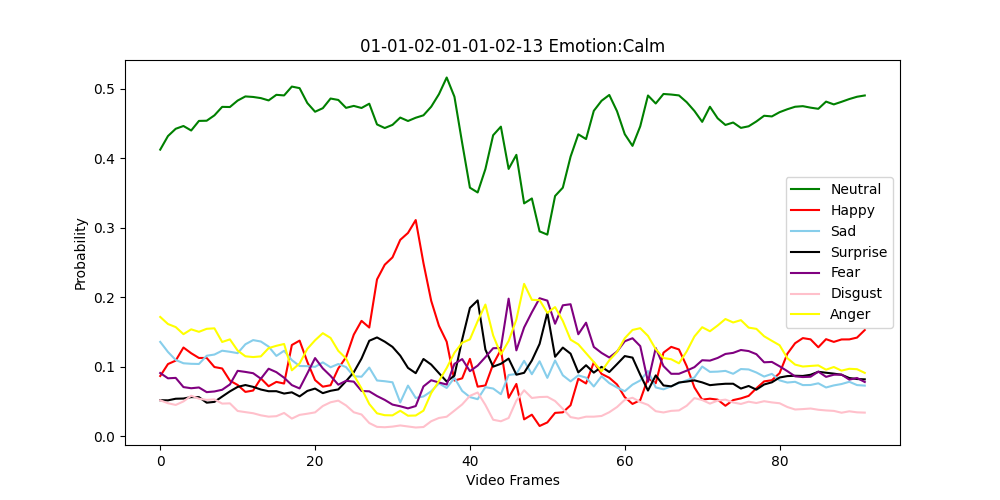 01-01-02-01-01-02-13 Emotion:Calm
Probability
0.5
0.4
0.3
0.2
0.1
0.0
Neutral
Happy
Sad
Surprise
Fear
Disgust
Anger
0
20
40
60
80
Video Frames